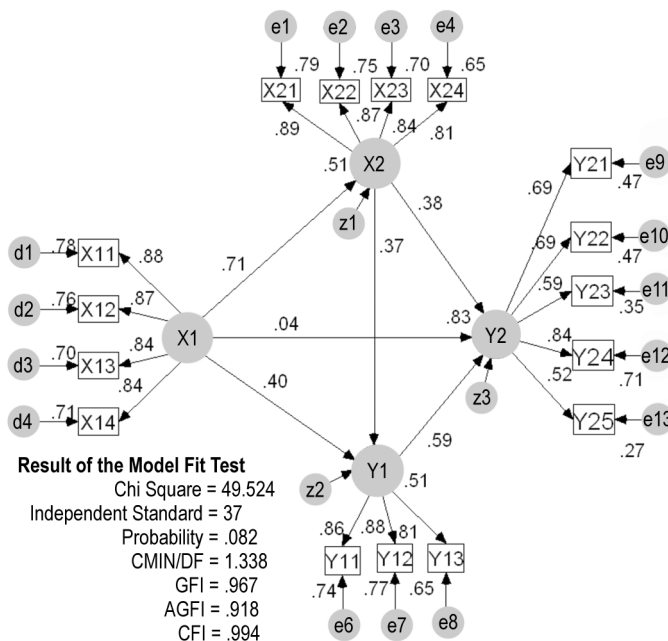 e1 e2 e3 e4
.79 .75 .70 .65
X21 X22 X23 X24
.89 .87 .84 .81
.51 X2
z1
.71 .37 .38
Y21 e9
.69 .47
Y22 e10
.69 .47
Y23 e11
.59 .35
Y24 e12
.84 .71
Y25 e13
.52 .27
d1 .78 X11 .88
d2 .76 X12 .87
d3 .70 X13 .84
d4 .71 X14 .84
X1 .04 .83 Y2
z3
.40 .59
z2 Y1 .51
.86 .88 .81
Y11 Y12 Y13
.74 .77 .65
e6 e7 e8
Result of the Model Fit Test
Chi Square = 49.524
Independent Standard = 37
Probability = .082
CMIN/DF = 1.338
GFI = .967
AGFI = .918
CFI = .994